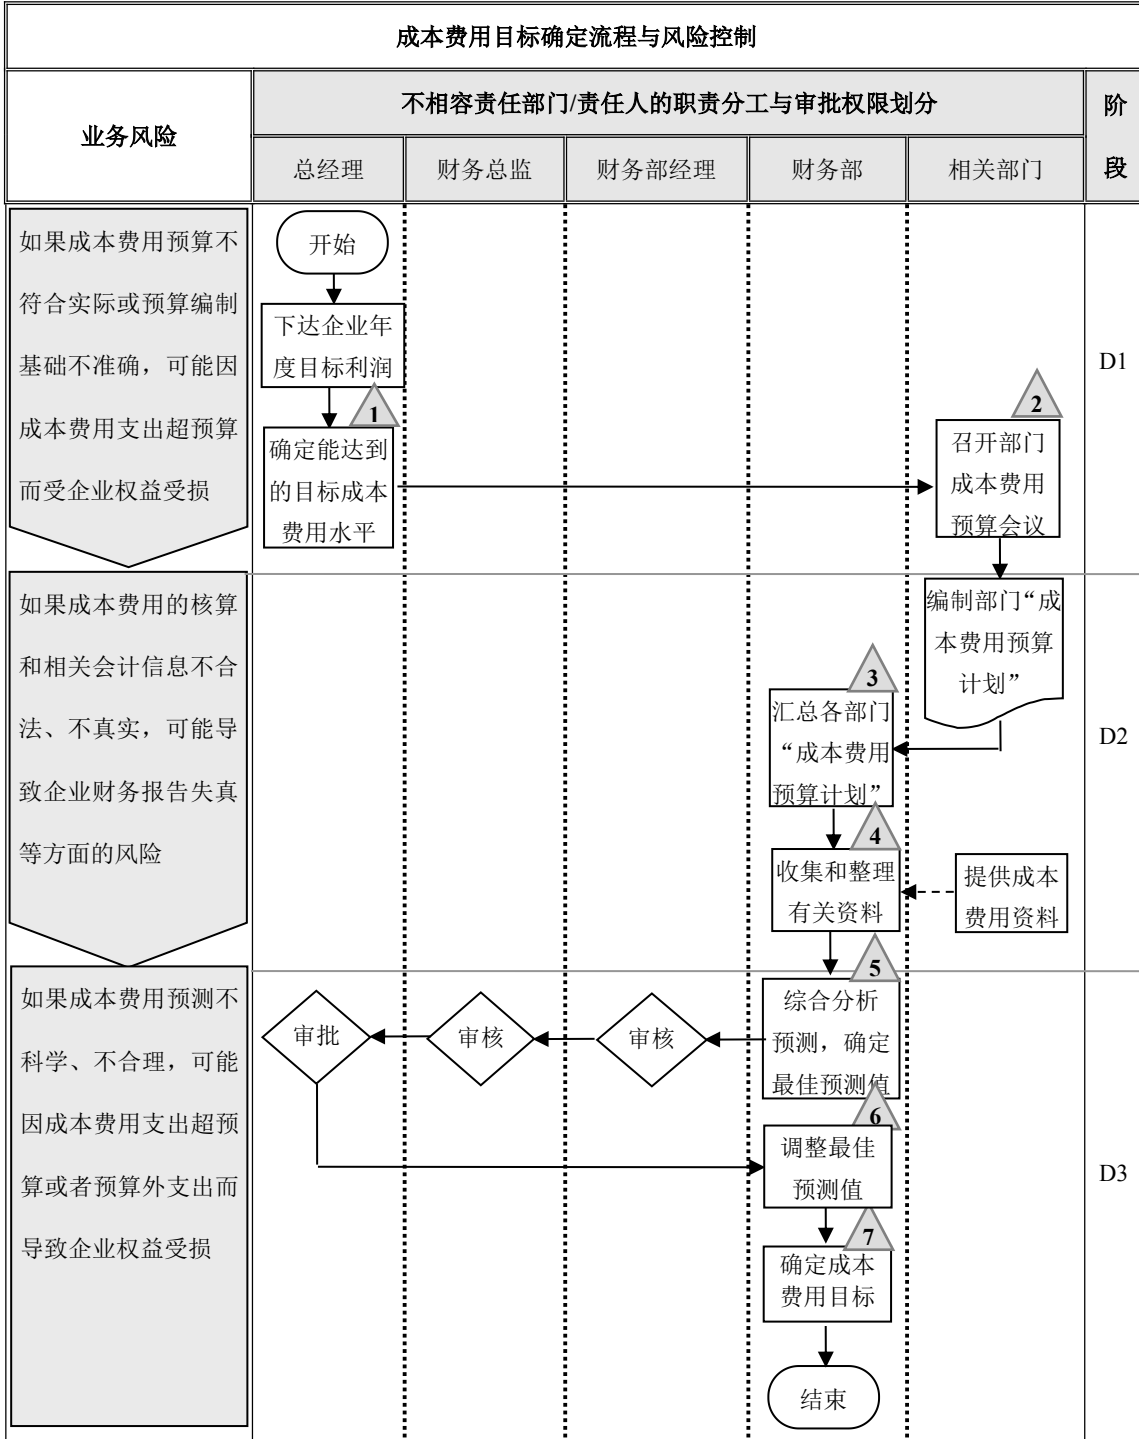 成本费用目标确定流程与风险控制
业务风险
不相容责任部门/责任人的职责分工与审批权限划分
阶
段
总经理
财务总监
财务部经理
财务部
相关部门
如果成本费用预算不
符合实际或预算编制
基础不准确，可能因
成本费用支出超预算
而受企业权益受损
开始
下达企业年
度目标利润
1
确定能达到
的目标成本
费用水平
2
召开部门
成本费用
预算会议
D1
如果成本费用的核算
和相关会计信息不合
法、不真实，可能导
致企业财务报告失真
等方面的风险
编制部门“成
本费用预算
计划”
3
汇总各部门
“成本费用
预算计划”
4
收集和整理
有关资料
提供成本
费用资料
D2
如果成本费用预测不
科学、不合理，可能
因成本费用支出超预
算或者预算外支出而
导致企业权益受损
5
综合分析
预测，确定
最佳预测值
审核
审核
审批
6
调整最佳
预测值
7
确定成本
费用目标
结束
D3